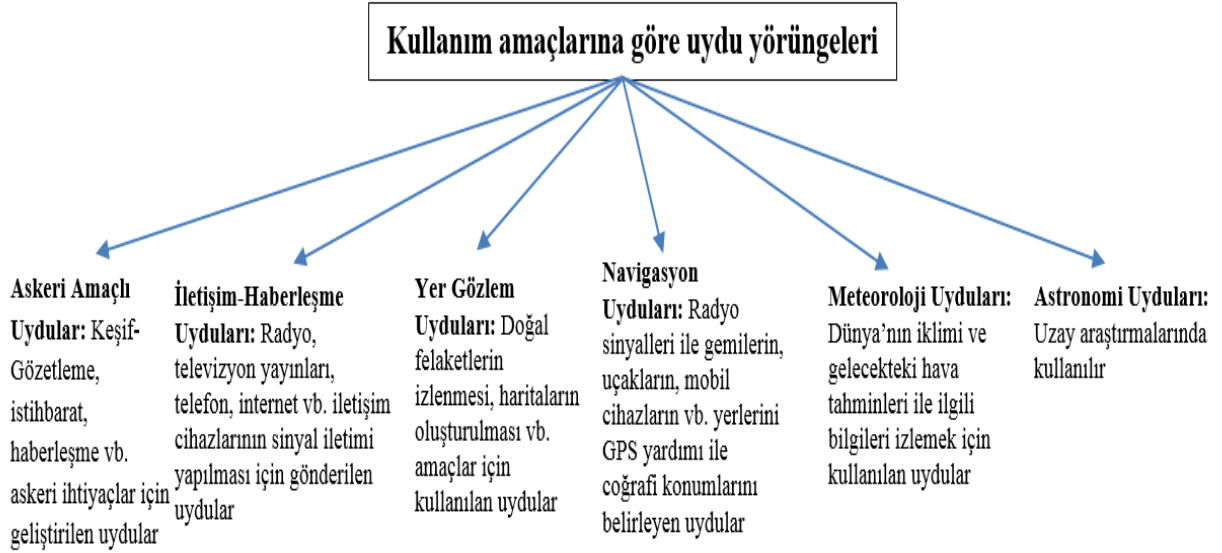 Kullanım amaçlarına göre uydu yörüngeleri
Askeri Amaçlı
Uydular: Keşif-
Gözetleme,
istihbarat,
haberleşme vb.
askeri ihtiyaçlar için
geliştirilen uydular
İletişim-Haberleşme
Uyduları: Radyo,
televizyon yayınları,
telefon, internet vb. iletişim
cihazlarının sinyal iletimi
yapılması için gönderilen
uydular
Yer Gözlem
Uyduları: Doğal
felaketlerin
izlenmesi, haritaların
oluşturulması vb.
amaçlar için
kullanılan uydular
Navigasyon
Uyduları: Radyo
sinyalleri ile gemilerin,
uçakların, mobil
cihazların vb. yerlerini
GPS yardımı ile
coğrafi konumlarını
belirleyen uydular
Meteoroloji Uyduları:
Dünya’nın iklimi ve
gelecekteki hava
tahminleri ile ilgili
bilgileri izlemek için
kullanılan uydular
Astronomi Uyduları:
Uzay araştırmalarında
kullanılır